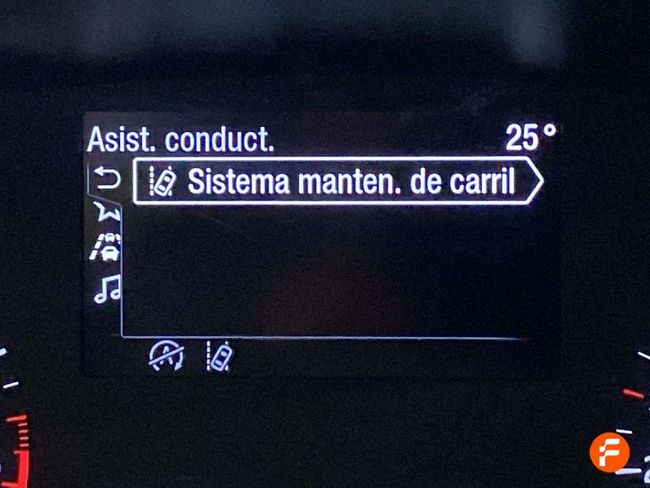 Asist. conduct. 25°
Sistema manten. de carril
A